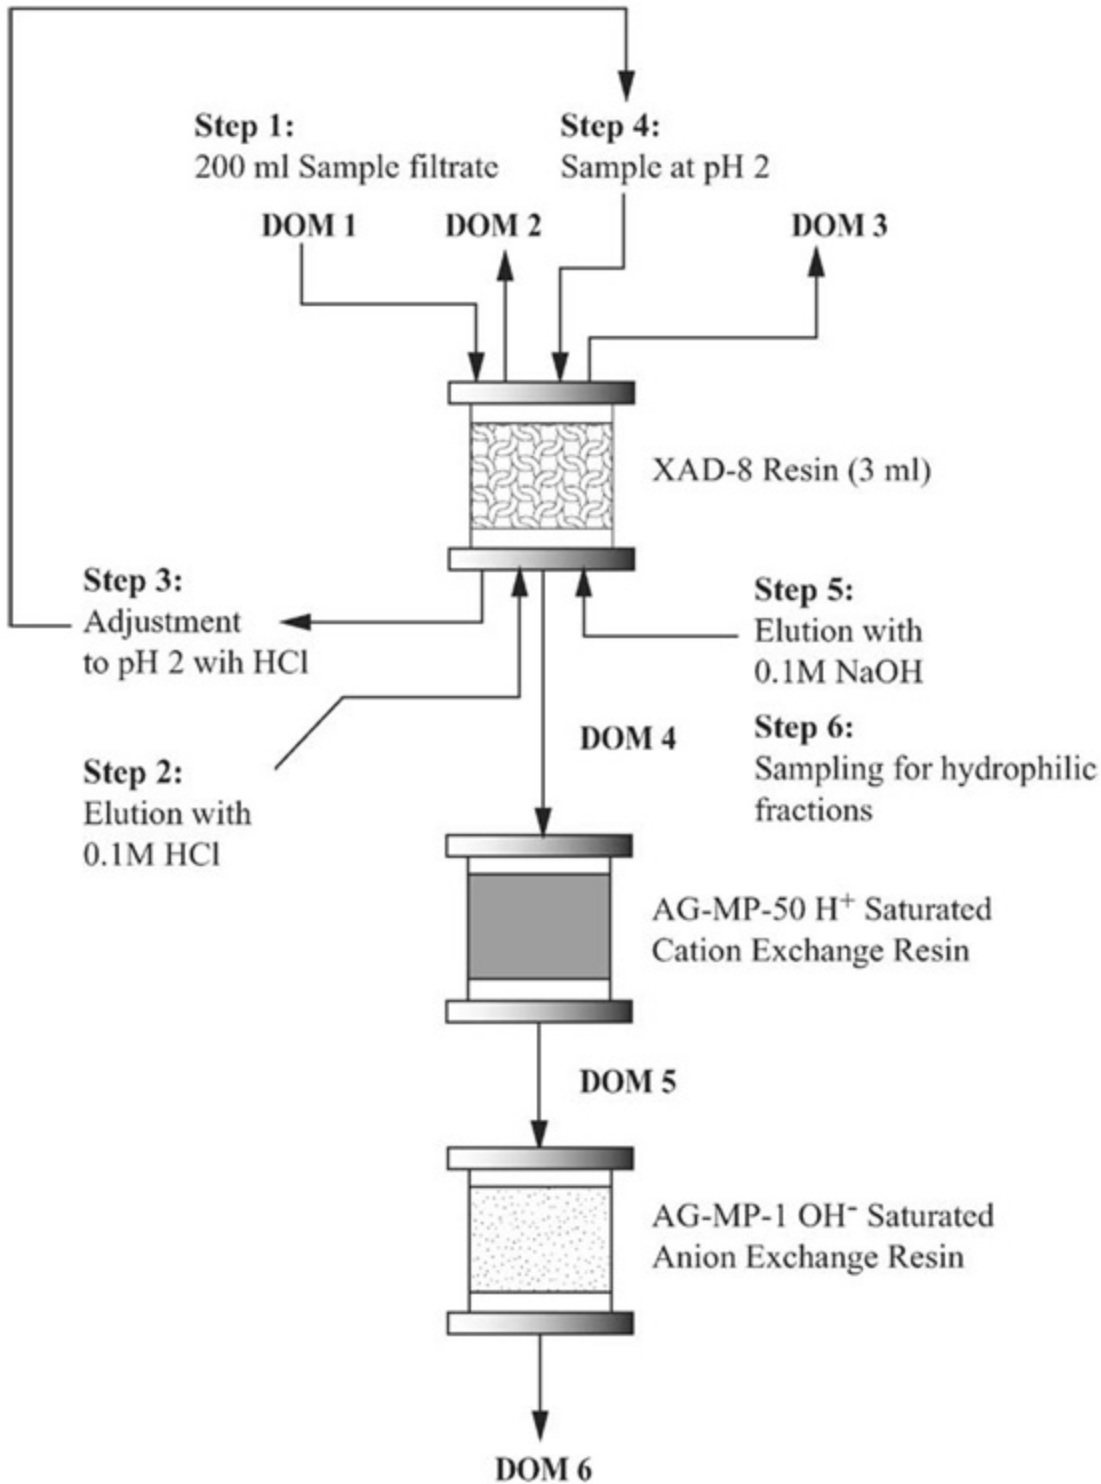 Step 1:
200 ml Sample filtrate
Step 4:
Sample at pH 2
DOM 1
DOM 2
DOM 3
XAD-8 Resin (3 ml)
Step 3:
Adjustment
to pH 2 wih HCl
Step 5:
Elution with
0.1M NaOH
Step 2:
Elution with
0.1M HCl
DOM 4
Step 6:
Sampling for hydrophilic
fractions
AG-MP-50 H⁺ Saturated
Cation Exchange Resin
DOM 5
AG-MP-1 OH⁻ Saturated
Anion Exchange Resin
DOM 6